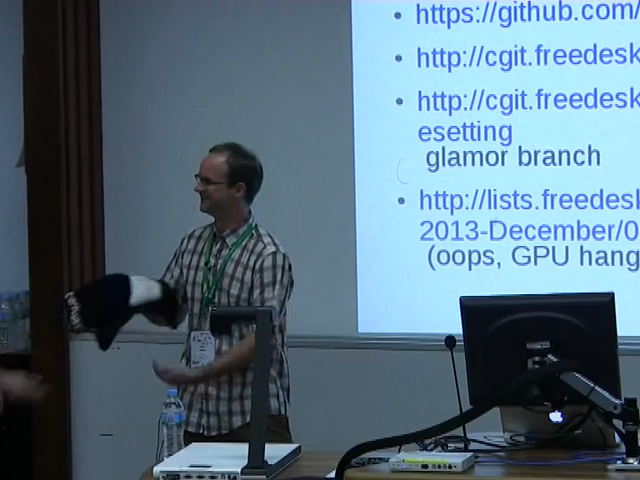 https://github.com/
http://cgit.freedesk
http://cgit.freedesk
esetting
glamor branch
http://lists.freedesk
2013-December/0
(oops, GPU hang